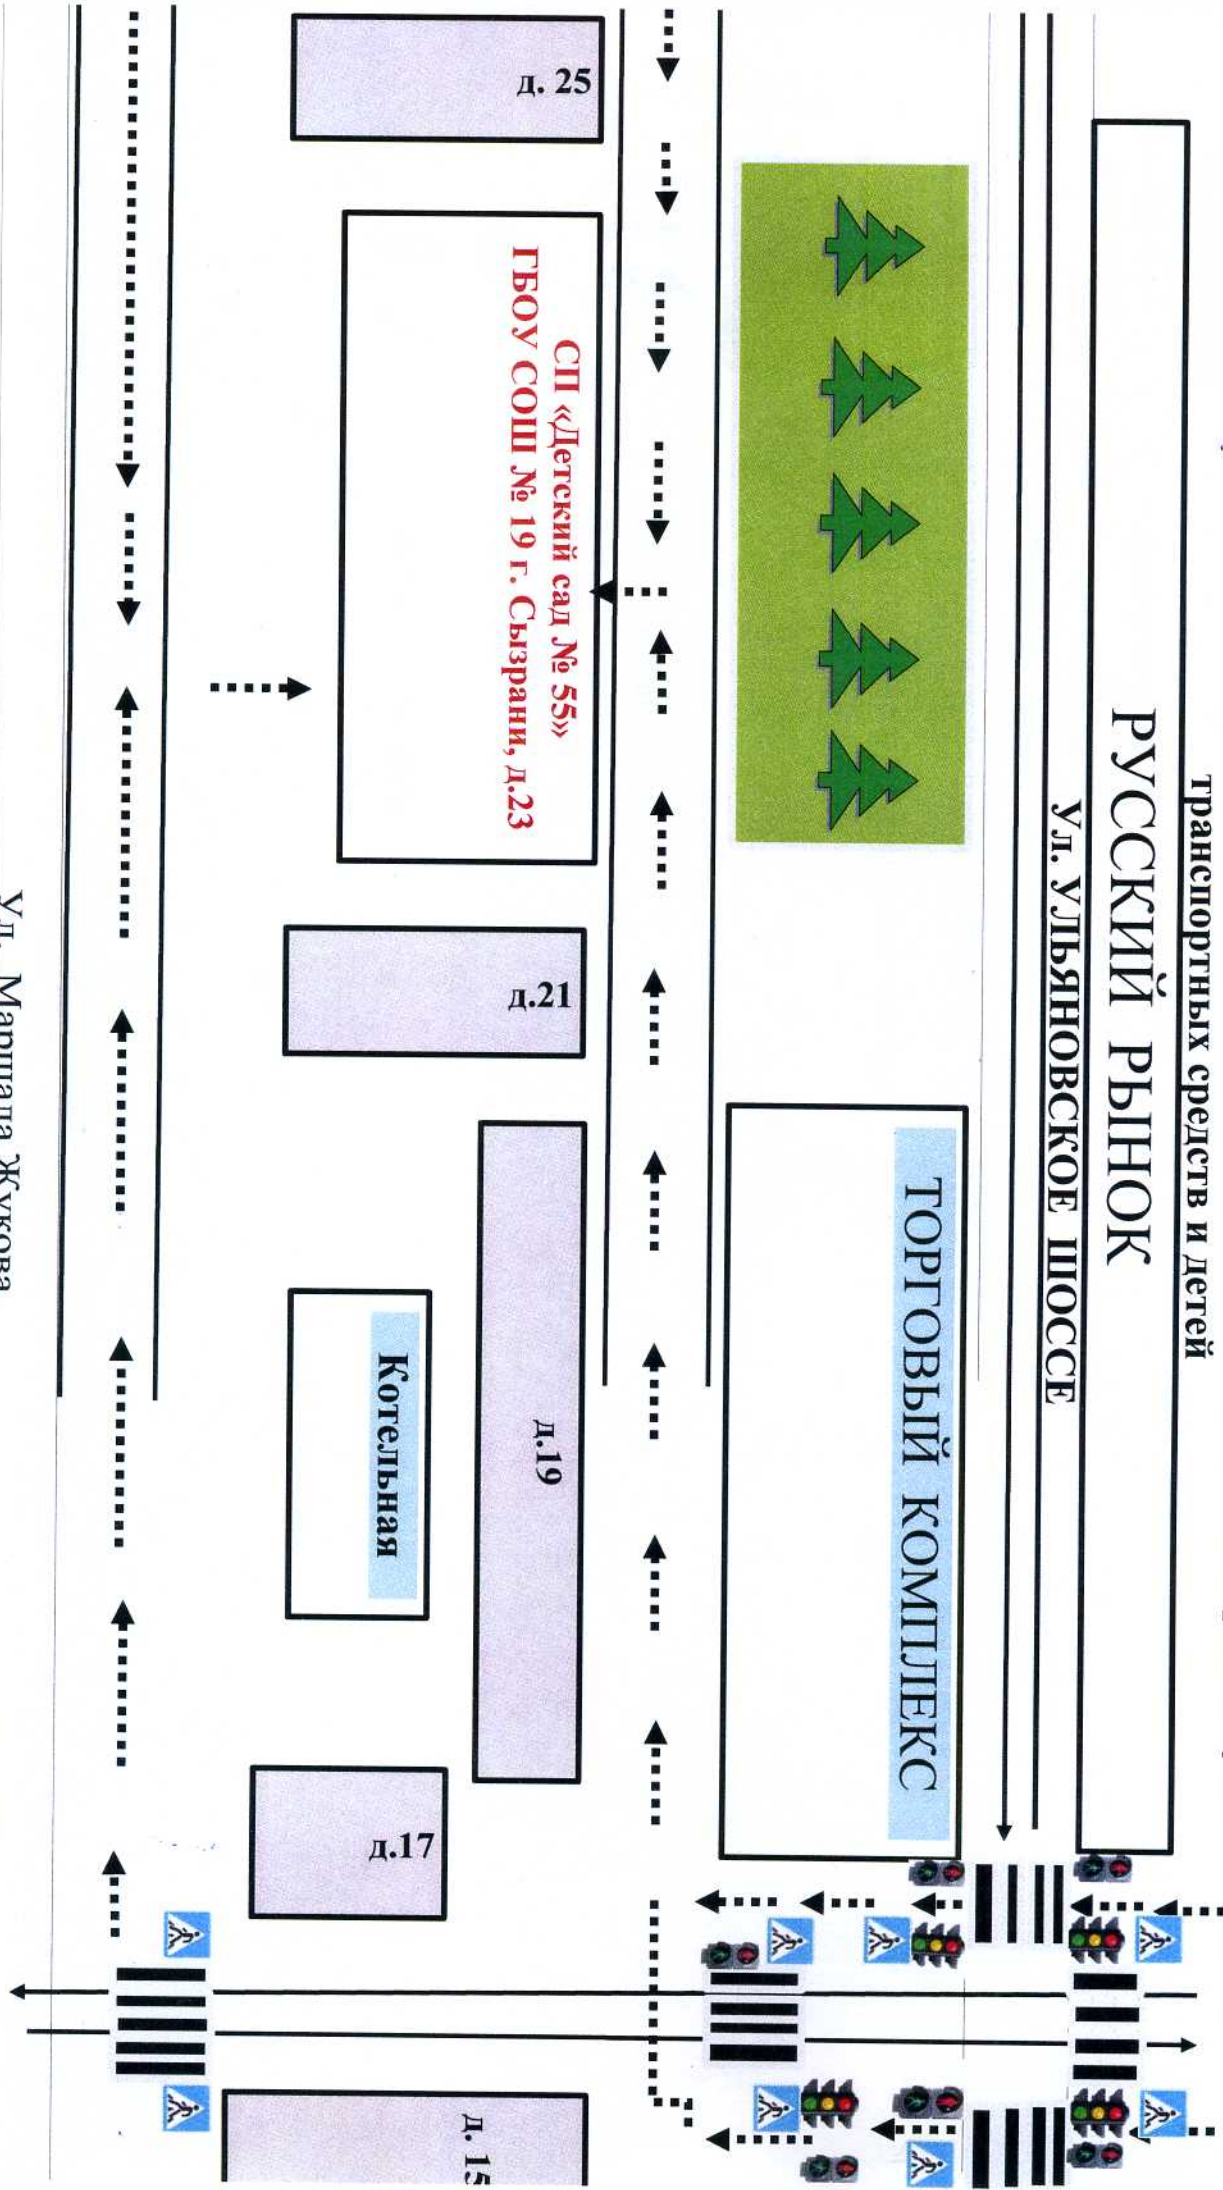 транспортных средств и детей
РУССКИЙ РЫНОК
Ул. УЛЬЯНОВСКОЕ ШОССЕ
ТОРГОВЫЙ КОМПЛЕКС
д. 25
СП «Детский сад № 55»
ГБОУ СОШ № 19 г. Сызрани, д.23
д.21
д.19
Котельная
д.17
д. 15
Ул. Маршала Жукова